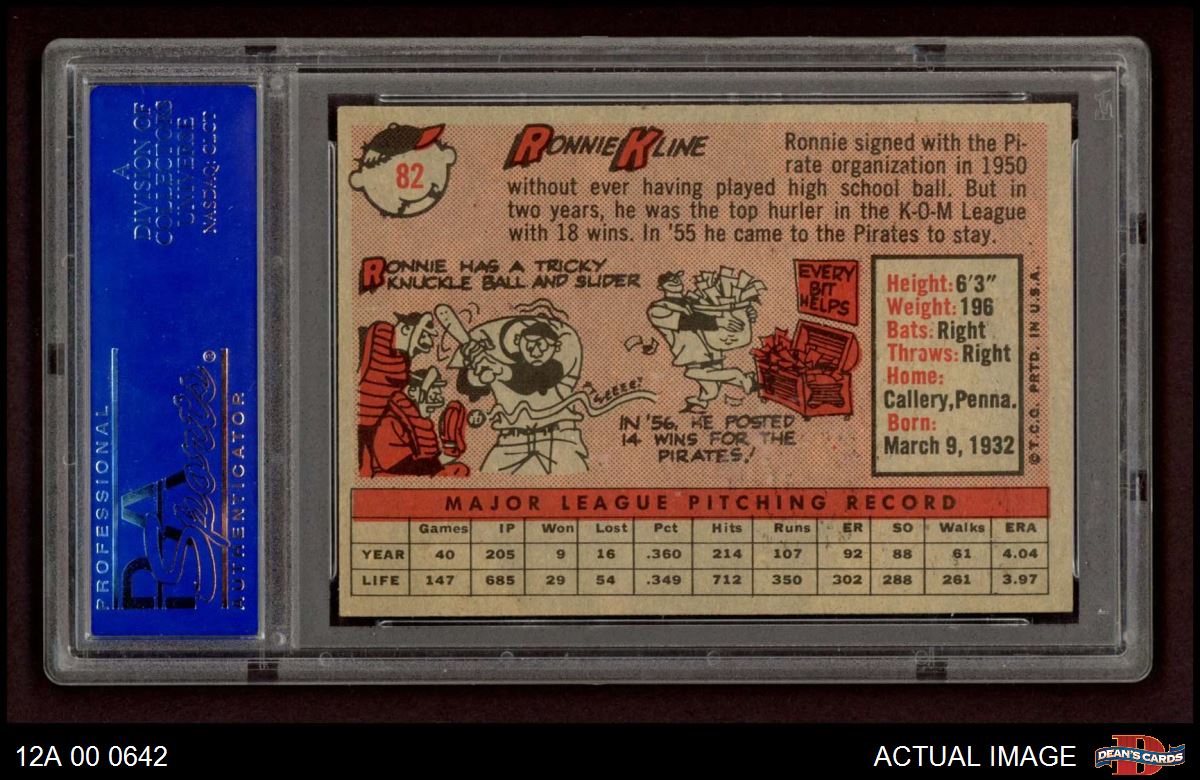 A
DIVISION OF
COLLECTORS
UNIVERSE
NASDAQ: CLCT
PROFESSIONAL
PSA
Sports
AUTHENTICATOR
82
RONNIE KLINE
Ronnie signed with the Pi-
rate organization in 1950
without ever having played high school ball. But in
two years, he was the top hurler in the K-O-M League
with 18 wins. In '55 he came to the Pirates to stay.
RONNIE HAS A TRICKY
KNUCKLE BALL AND SLIDER
SEEEE!
EVERY
BIT
HELPS
IN '56, HE POSTED
14 WINS FOR THE
PIRATES!
Height: 6'3"
Weight: 196
Bats: Right
Throws: Right
Home:
Callery, Penna.
Born:
March 9, 1932
© T.C.C. PRTD. IN U.S.A.
MAJOR LEAGUE PITCHING RECORD
Games IP Won Lost Pct Hits Runs ER SO Walks ERA
YEAR 40 205 9 16 .360 214 107 92 88 61 4.04
LIFE 147 685 29 54 .349 712 350 302 288 261 3.97
12A 00 0642
ACTUAL IMAGE
D
DEAN'S CARDS